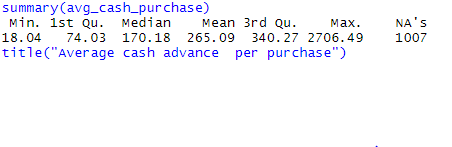 summary(avg_cash_purchase)
Min. 1st Qu. Median Mean 3rd Qu. Max. NA's
18.04 74.03 170.18 265.09 340.27 2706.49 1007
title("Average cash advance  per purchase")